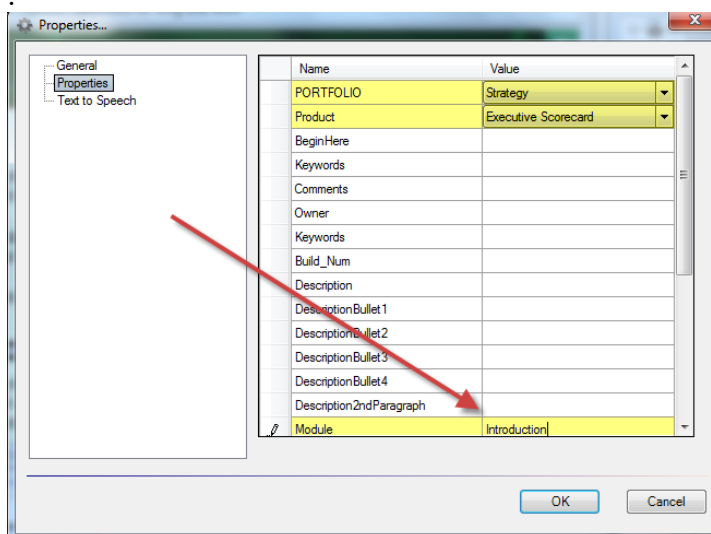 Properties...
General
Properties
Text to Speech
Name Value
PORTFOLIO Strategy
Product Executive Scorecard
BeginHere
Keywords
Comments
Owner
Keywords
Build_Num
Description
DescriptionBullet1
DescriptionBullet2
DescriptionBullet3
DescriptionBullet4
Description2ndParagraph
Module Introduction
OK Cancel